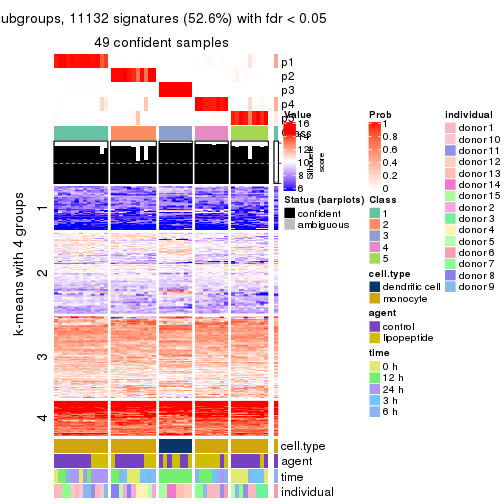 ubgroups, 11132 signatures (52.6%) with fdr < 0.05
49 confident samples
p1
p2
p3
p4
Value
16
14
12
10
8
6
Silhouette
score
Status (barplots)
confident
ambiguous
Prob
1
0.8
0.6
0.4
0.2
0
Class
1
2
3
4
5
cell.type
dendritic cell
monocyte
agent
control
lipopeptide
time
0 h
12 h
24 h
3 h
6 h
individual
donor 1
donor 10
donor 11
donor 12
donor 13
donor 14
donor 15
donor 2
donor 3
donor 4
donor 5
donor 6
donor 7
donor 8
donor 9
k-means with 4 groups
1
2
3
4
cell.type
agent
time
individual